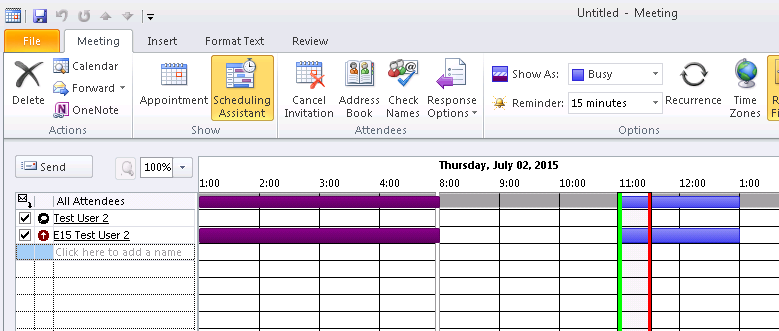 Untitled - Meeting
File Meeting Insert Format Text Review
Calendar
Forward
OneNote
Delete
Actions
Appointment
Scheduling
Assistant
Show
Cancel
Invitation
Address
Book
Check
Names
Response
Options
Attendees
Show As: Busy
Reminder: 15 minutes
Recurrence
Time
Zones
Options
Send 100%
Thursday, July 02, 2015
1:00 2:00 3:00 4:00 8:00 9:00 10:00 11:00 12:00 1:00
All Attendees
Test User 2
E15 Test User 2
Click here to add a name